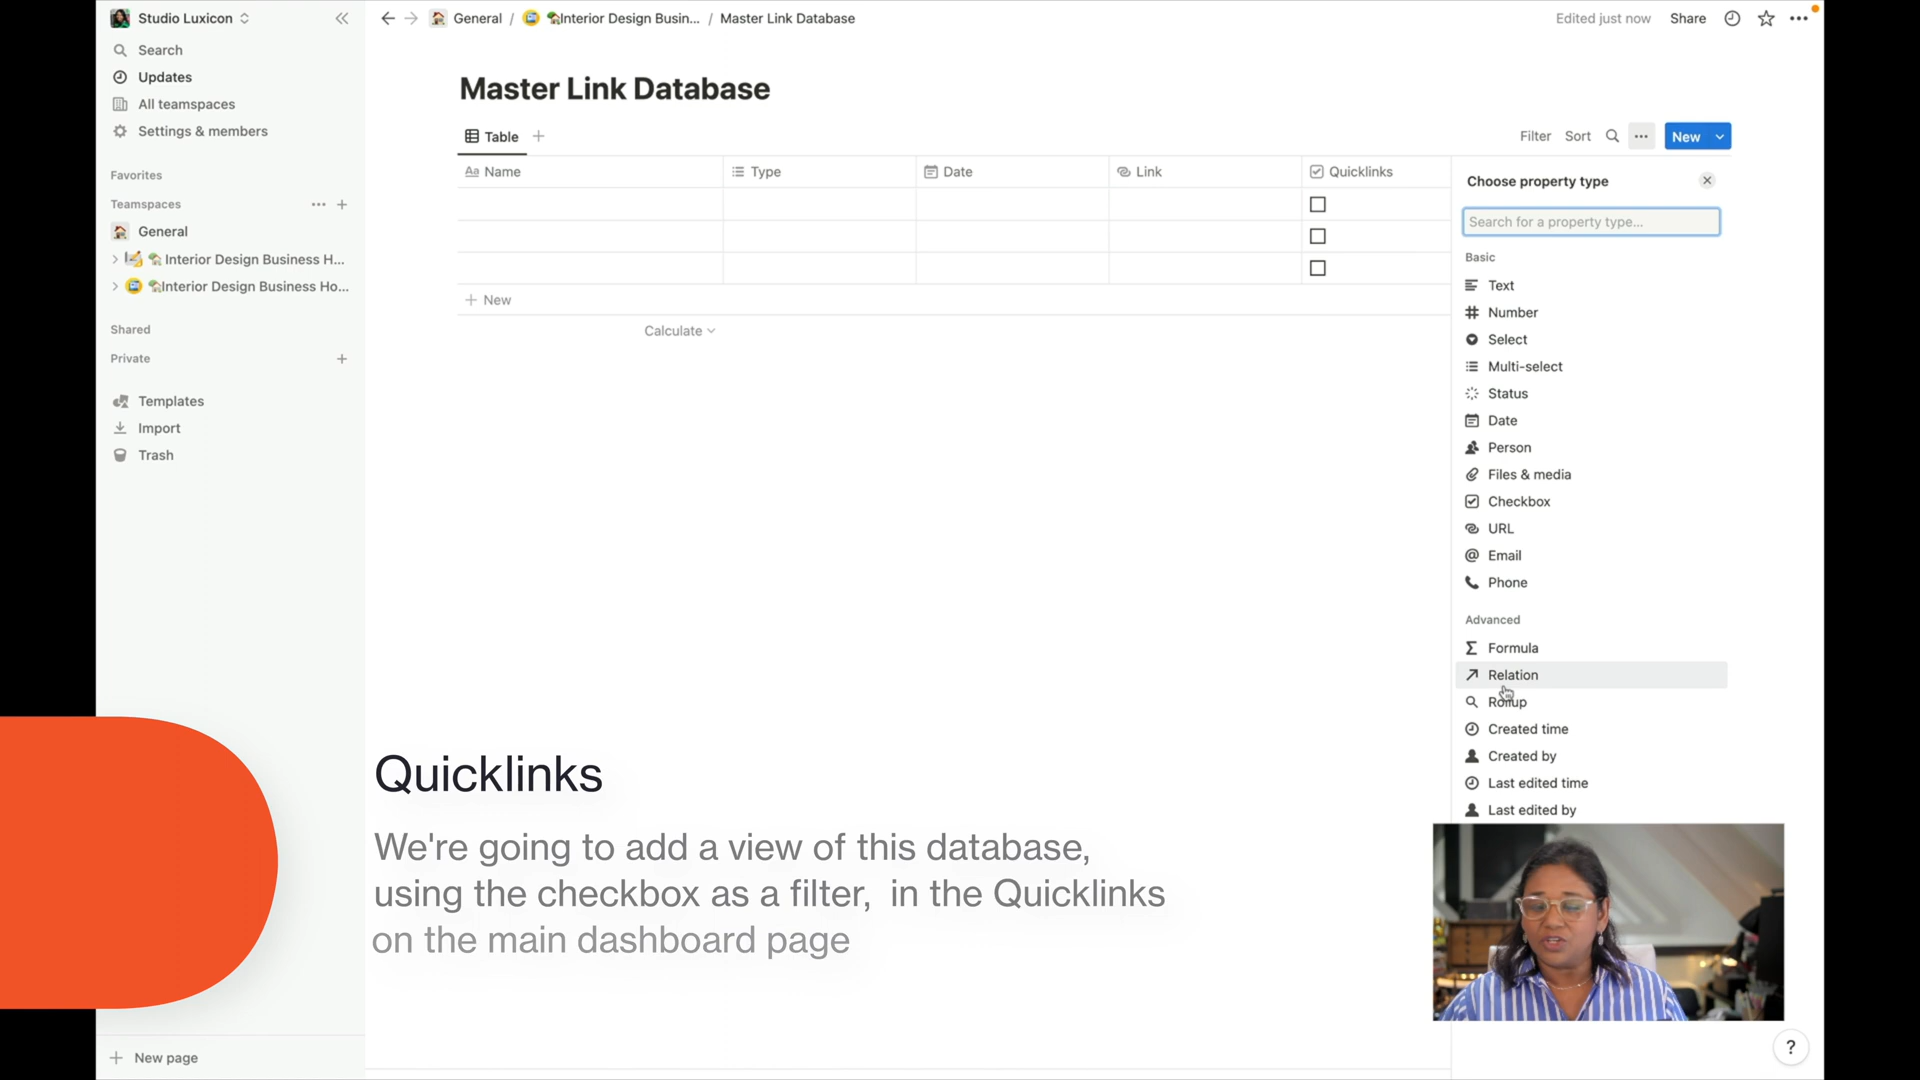 Studio Luxicon
General / 🏡Interior Design Busin... / Master Link Database
Edited just now
Share
Search
Updates
All teamspaces
Settings & members
Favorites
Teamspaces
General
🏡Interior Design Business H...
🏡Interior Design Business Ho...
Shared
Private
Templates
Import
Trash
New page
Master Link Database
Table
Filter
Sort
New
Aa Name
Type
Date
Link
Quicklinks
New
Calculate
Choose property type
Search for a property type...
Basic
Text
Number
Select
Multi-select
Status
Date
Person
Files & media
Checkbox
URL
Email
Phone
Advanced
Formula
Relation
Rollup
Created time
Created by
Last edited time
Last edited by
Quicklinks
We're going to add a view of this database,
using the checkbox as a filter, in the Quicklinks
on the main dashboard page
?